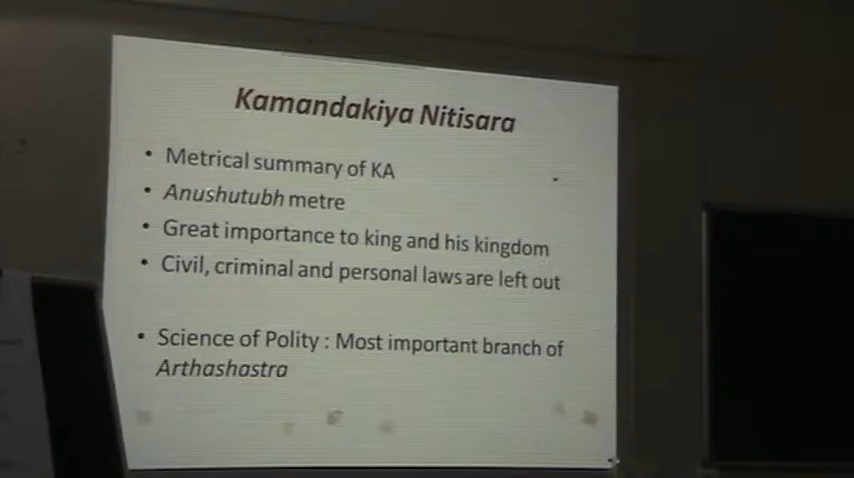 Kamandakiya Nitisara
• Metrical summary of KA
• Anushutubh metre
• Great importance to king and his kingdom
• Civil, criminal and personal laws are left out
• Science of Polity : Most important branch of
Arthashastra